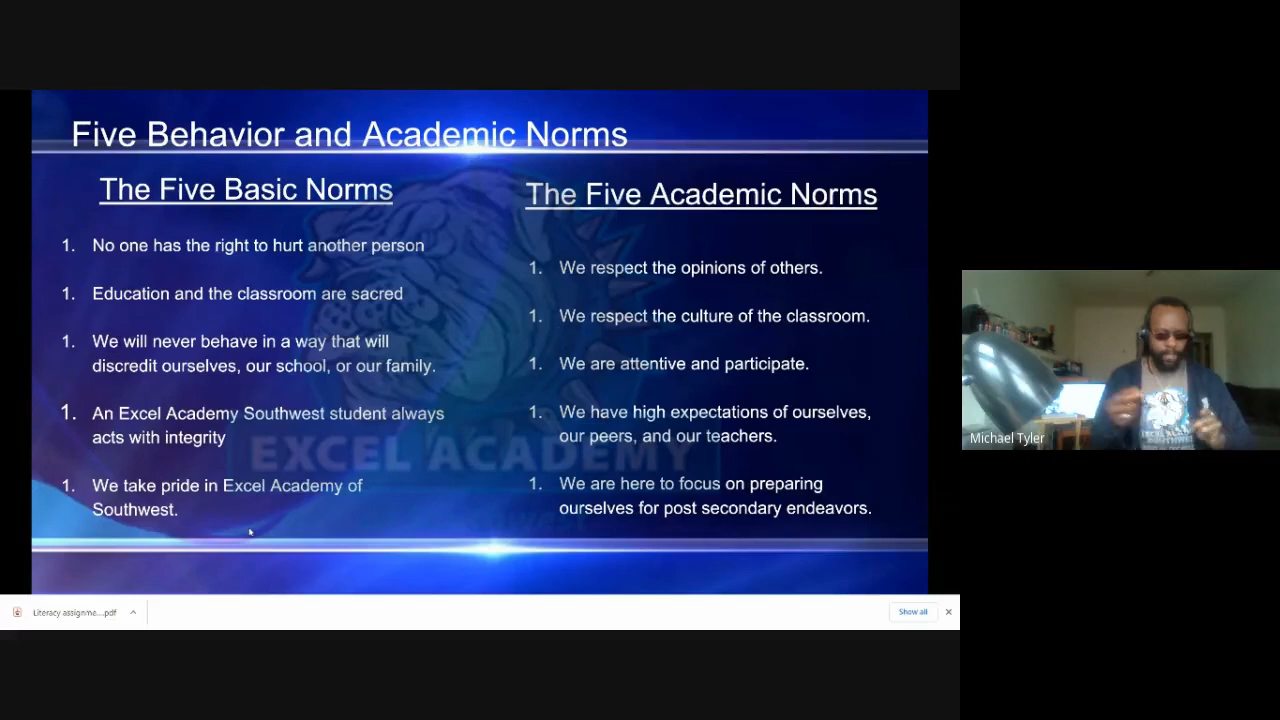 Five Behavior and Academic Norms
The Five Basic Norms
1. No one has the right to hurt another person
1. Education and the classroom are sacred
1. We will never behave in a way that will
discredit ourselves, our school, or our family.
1. An Excel Academy Southwest student always
acts with integrity
1. We take pride in Excel Academy of
Southwest.
The Five Academic Norms
1. We respect the opinions of others.
1. We respect the culture of the classroom.
1. We are attentive and participate.
1. We have high expectations of ourselves,
our peers, and our teachers.
1. We are here to focus on preparing
ourselves for post secondary endeavors.
EXCEL ACADEMY
Literacy assignme....pdf
Show all
Michael Tyler
EXCEL ACADEMY